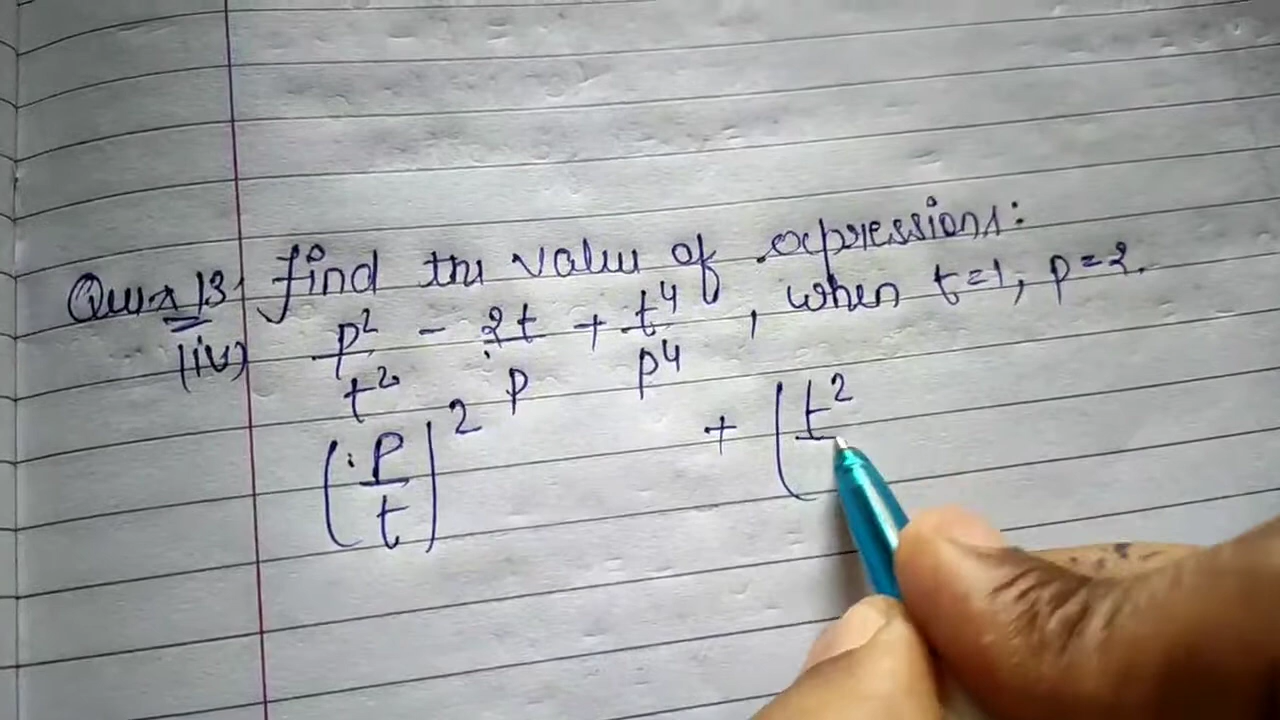 Ques 13 find the value of expressions:
(iv) p²/t² - 2t/p + t⁴/p⁴, when t=1, p=2.
(p/t)² + (t²/